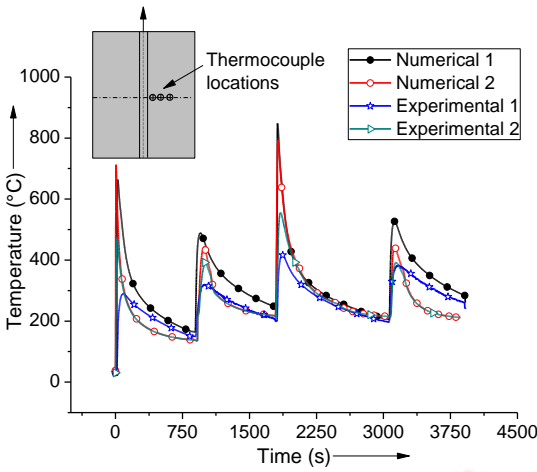 Thermocouple
locations
Numerical 1
Numerical 2
Experimental 1
Experimental 2
Temperature (°C)
1000
800
600
400
200
0
0
750
1500
2250
3000
3750
4500
Time (s)